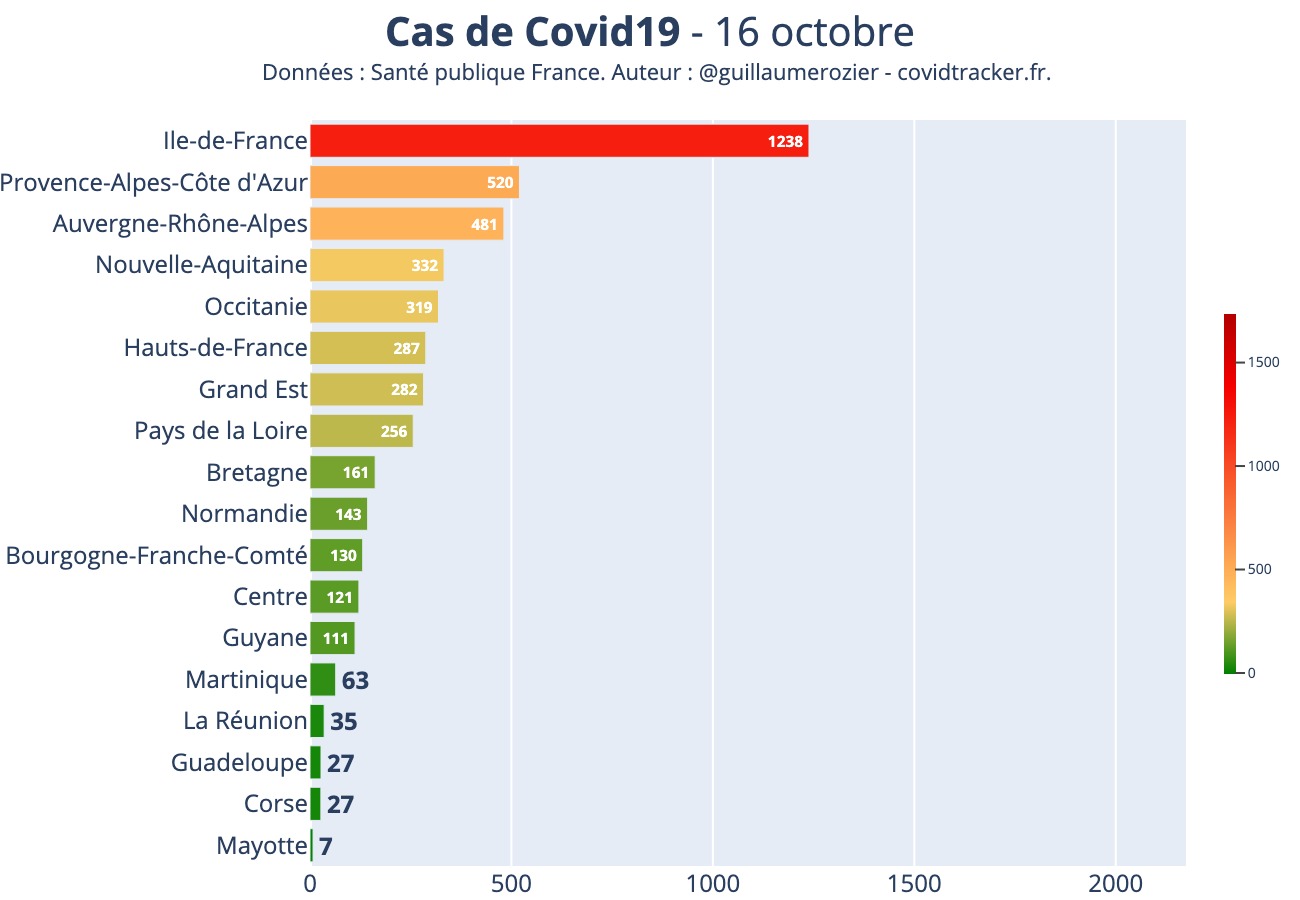 Cas de Covid19 - 16 octobre
Données : Santé publique France. Auteur : @guillaumerozier - covidtracker.fr.
Ile-de-France 1238
Provence-Alpes-Côte d'Azur 520
Auvergne-Rhône-Alpes 481
Nouvelle-Aquitaine 332
Occitanie 319
Hauts-de-France 287
Grand Est 282
Pays de la Loire 256
Bretagne 161
Normandie 143
Bourgogne-Franche-Comté 130
Centre 121
Guyane 111
Martinique 63
La Réunion 35
Guadeloupe 27
Corse 27
Mayotte 7
0 500 1000 1500 2000
1500
1000
500
0